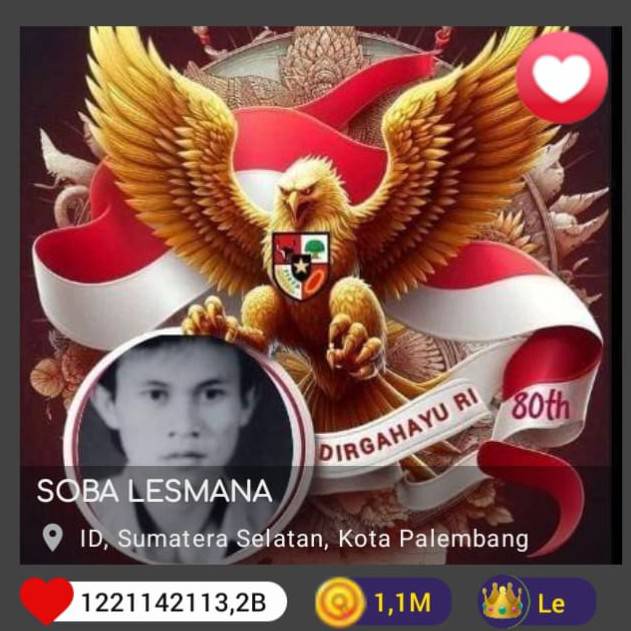 DIRGAHAYU RI
80th
SOBA LESMANA
ID, Sumatera Selatan, Kota Palembang
1221142113,2B
1,1M
Le